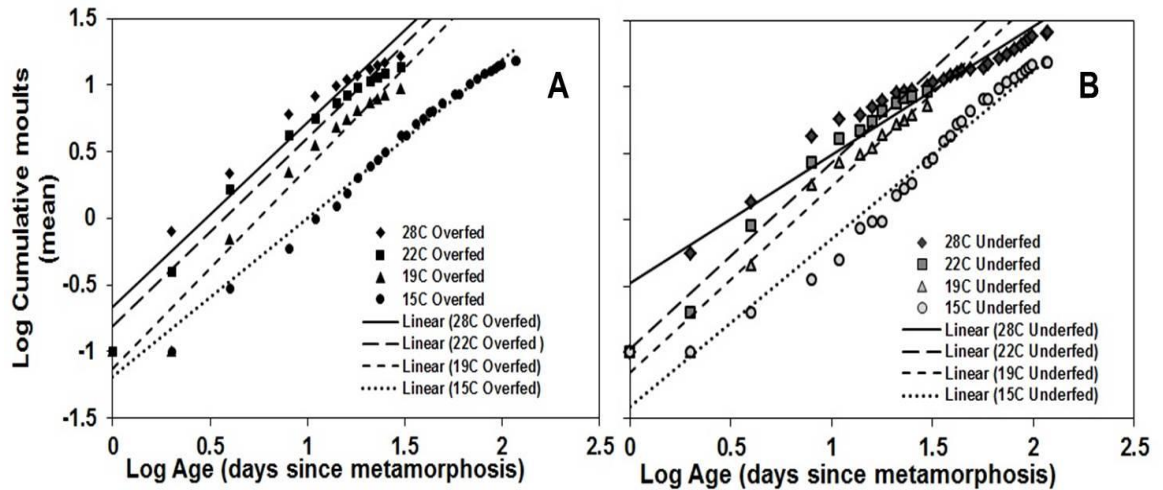 1.5
1
0.5
0
-0.5
-1
-1.5
Log Cumulative moults
(mean)
A
28C Overfed
22C Overfed
19C Overfed
15C Overfed
Linear (28C Overfed)
Linear (22C Overfed )
Linear (19C Overfed)
Linear (15C Overfed)
0 0.5 1 1.5 2 2.5
Log Age (days since metamorphosis)
B
28C Underfed
22C Underfed
19C Underfed
15C Underfed
Linear (28C Underfed)
Linear (22C Underfed)
Linear (19C Underfed)
Linear (15C Underfed)
0 0.5 1 1.5 2 2.5
Log Age (days since metamorphosis)